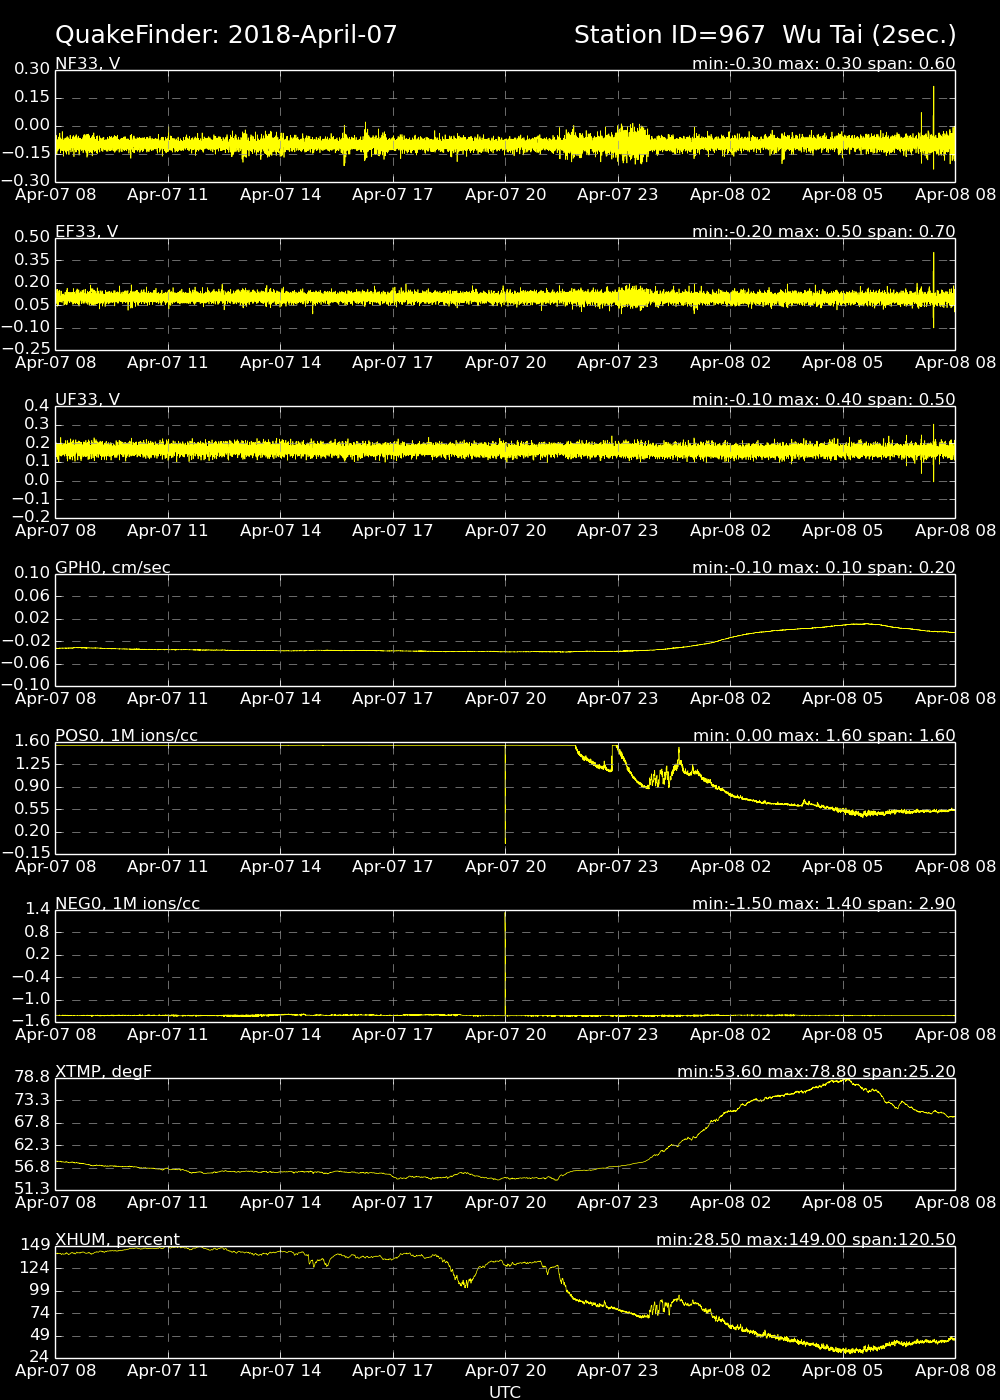 QuakeFinder: 2018-April-07 Station ID=967 Wu Tai (2sec.)
NF33, V min:-0.30 max: 0.30 span: 0.60
0.30
0.15
0.00
−0.15
−0.30
Apr-07 08 Apr-07 11 Apr-07 14 Apr-07 17 Apr-07 20 Apr-07 23 Apr-08 02 Apr-08 05 Apr-08 08
EF33, V min:-0.20 max: 0.50 span: 0.70
0.50
0.35
0.20
0.05
−0.10
−0.25
Apr-07 08 Apr-07 11 Apr-07 14 Apr-07 17 Apr-07 20 Apr-07 23 Apr-08 02 Apr-08 05 Apr-08 08
UF33, V min:-0.10 max: 0.40 span: 0.50
0.4
0.3
0.2
0.1
0.0
−0.1
−0.2
Apr-07 08 Apr-07 11 Apr-07 14 Apr-07 17 Apr-07 20 Apr-07 23 Apr-08 02 Apr-08 05 Apr-08 08
GPH0, cm/sec min:-0.10 max: 0.10 span: 0.20
0.10
0.06
0.02
−0.02
−0.06
−0.10
Apr-07 08 Apr-07 11 Apr-07 14 Apr-07 17 Apr-07 20 Apr-07 23 Apr-08 02 Apr-08 05 Apr-08 08
POS0, 1M ions/cc min: 0.00 max: 1.60 span: 1.60
1.60
1.25
0.90
0.55
0.20
−0.15
Apr-07 08 Apr-07 11 Apr-07 14 Apr-07 17 Apr-07 20 Apr-07 23 Apr-08 02 Apr-08 05 Apr-08 08
NEG0, 1M ions/cc min:-1.50 max: 1.40 span: 2.90
1.4
0.8
0.2
−0.4
−1.0
−1.6
Apr-07 08 Apr-07 11 Apr-07 14 Apr-07 17 Apr-07 20 Apr-07 23 Apr-08 02 Apr-08 05 Apr-08 08
XTMP, degF min:53.60 max:78.80 span:25.20
78.8
73.3
67.8
62.3
56.8
51.3
Apr-07 08 Apr-07 11 Apr-07 14 Apr-07 17 Apr-07 20 Apr-07 23 Apr-08 02 Apr-08 05 Apr-08 08
XHUM, percent min:28.50 max:149.00 span:120.50
149
124
99
74
49
24
Apr-07 08 Apr-07 11 Apr-07 14 Apr-07 17 Apr-07 20 Apr-07 23 Apr-08 02 Apr-08 05 Apr-08 08
UTC